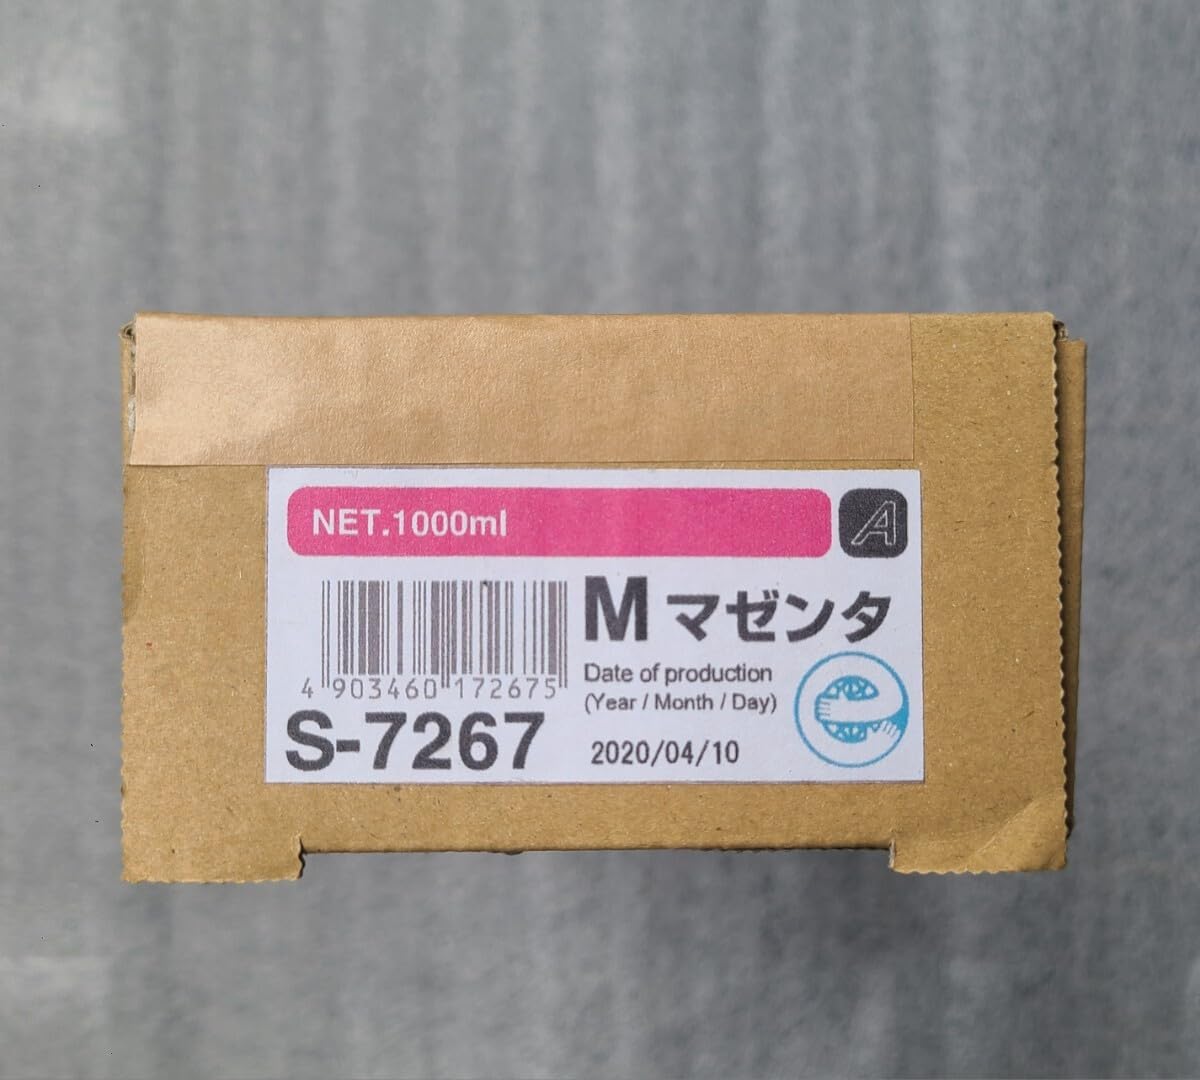 NET.1000ml
A
M マゼンタ
4 903460 172675
Date of production
(Year / Month / Day)
S-7267
2020/04/10